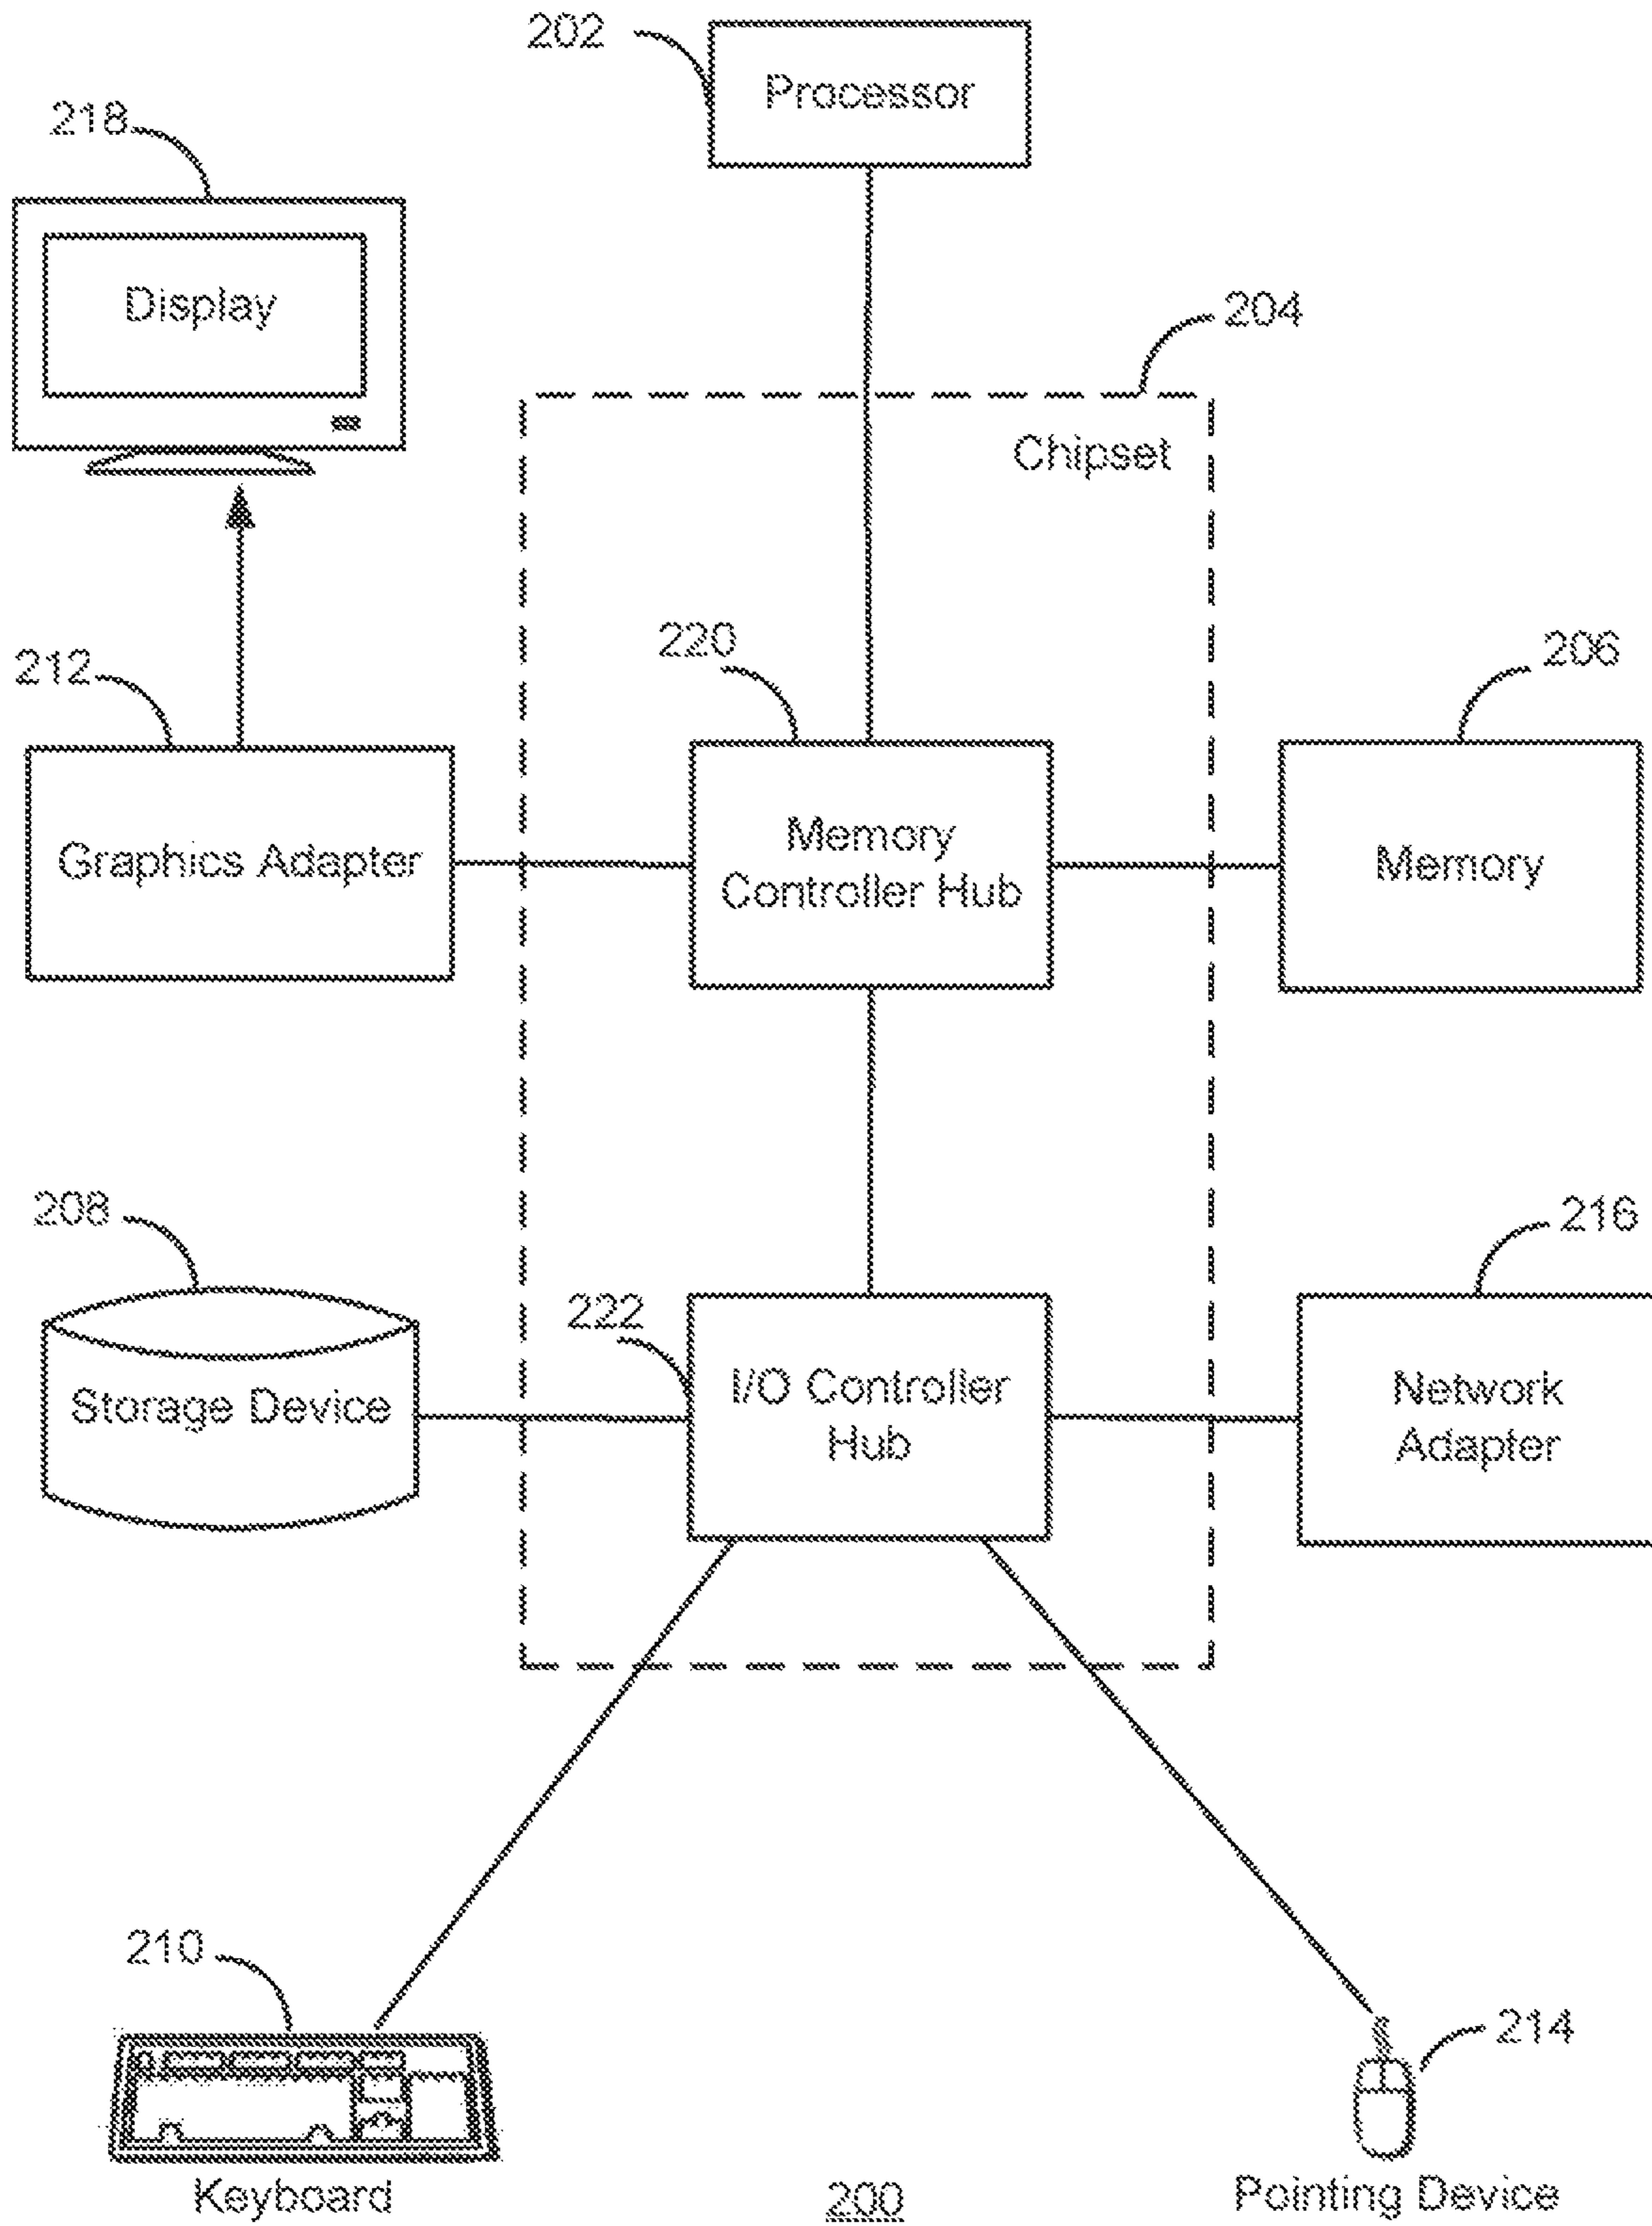 202
Processor
218
Display
204
Chipset
220
206
212
Memory
Controller Hub
Graphics Adapter
Memory
208
216
222
I/O Controller
Hub
Storage Device
Network
Adapter
210
214
Keyboard
200
Pointing Device